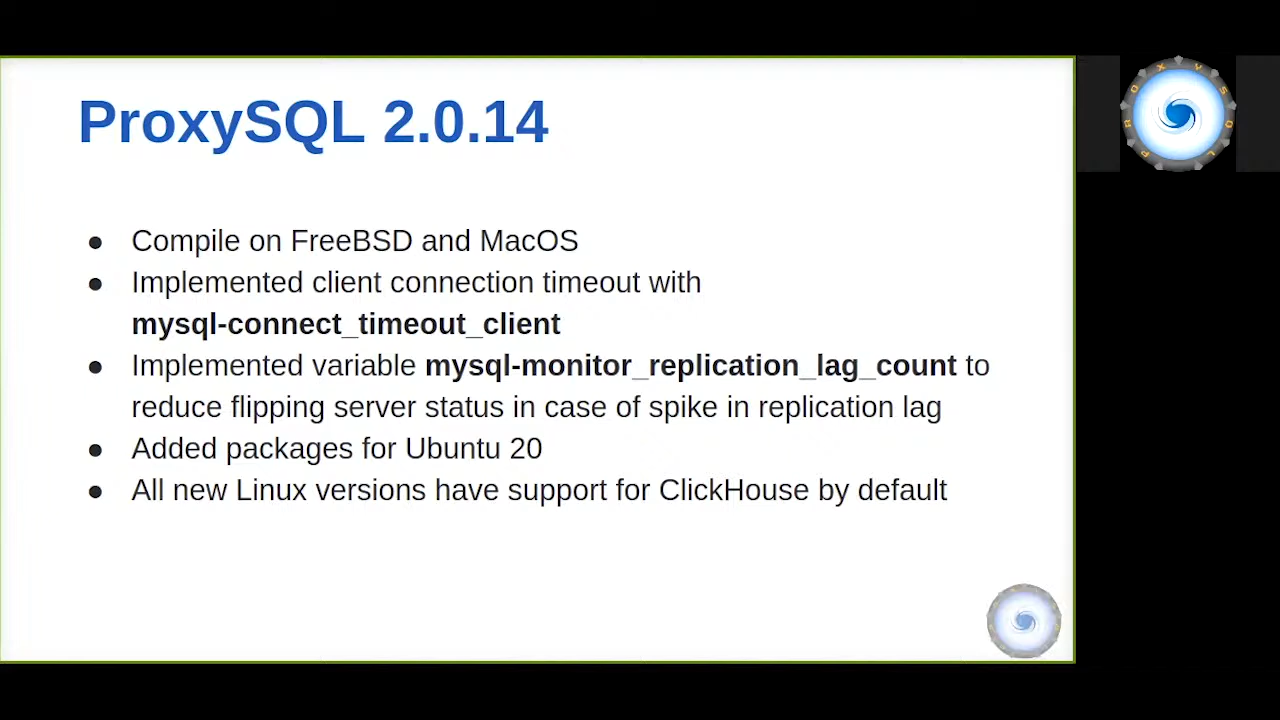 ProxySQL 2.0.14
● Compile on FreeBSD and MacOS
● Implemented client connection timeout with
mysql-connect_timeout_client
● Implemented variable mysql-monitor_replication_lag_count to
reduce flipping server status in case of spike in replication lag
● Added packages for Ubuntu 20
● All new Linux versions have support for ClickHouse by default
PROXYSQL